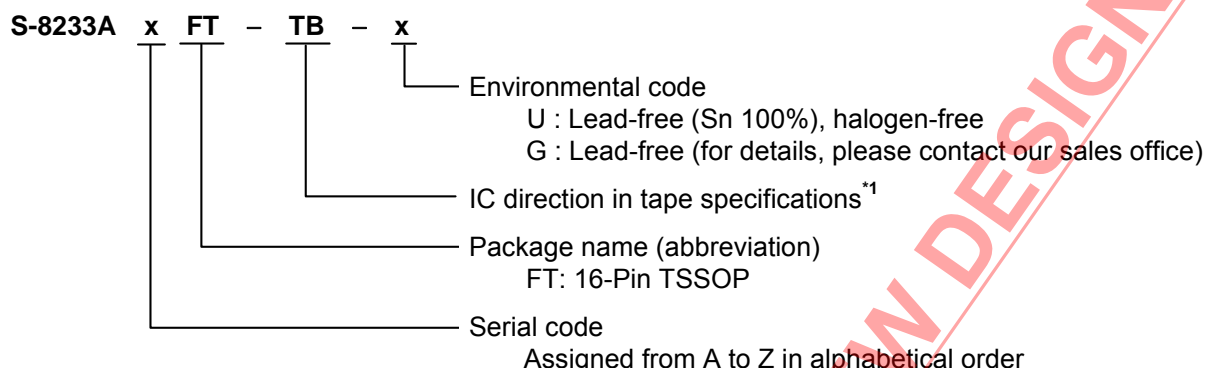 S-8233A x FT – TB – x
Environmental code
U : Lead-free (Sn 100%), halogen-free
G : Lead-free (for details, please contact our sales office)
IC direction in tape specifications*1
Package name (abbreviation)
FT: 16-Pin TSSOP
Serial code
Assigned from A to Z in alphabetical order
W DESIGN